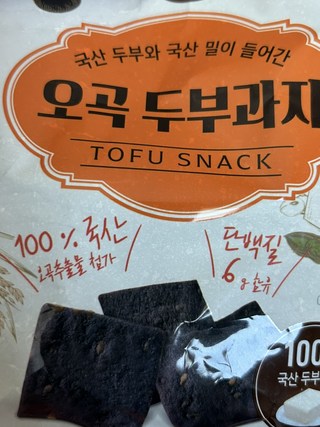 국산 두부와 국산 밀이 들어간
오곡 두부과자
TOFU SNACK
100% 국산
오곡추출물 첨가
단백질
6g 함유
100
국산 두부